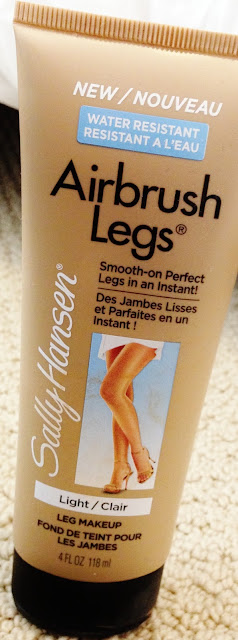 NEW / NOUVEAU
WATER RESISTANT
RESISTANT A L'EAU
Airbrush
Legs®
Smooth-on Perfect
Legs in an Instant!
Des Jambes Lisses
et Parfaites en un
Instant !
Sally Hansen®
Light / Clair
LEG MAKEUP
FOND DE TEINT POUR
LES JAMBES
4 FL OZ 118 ml